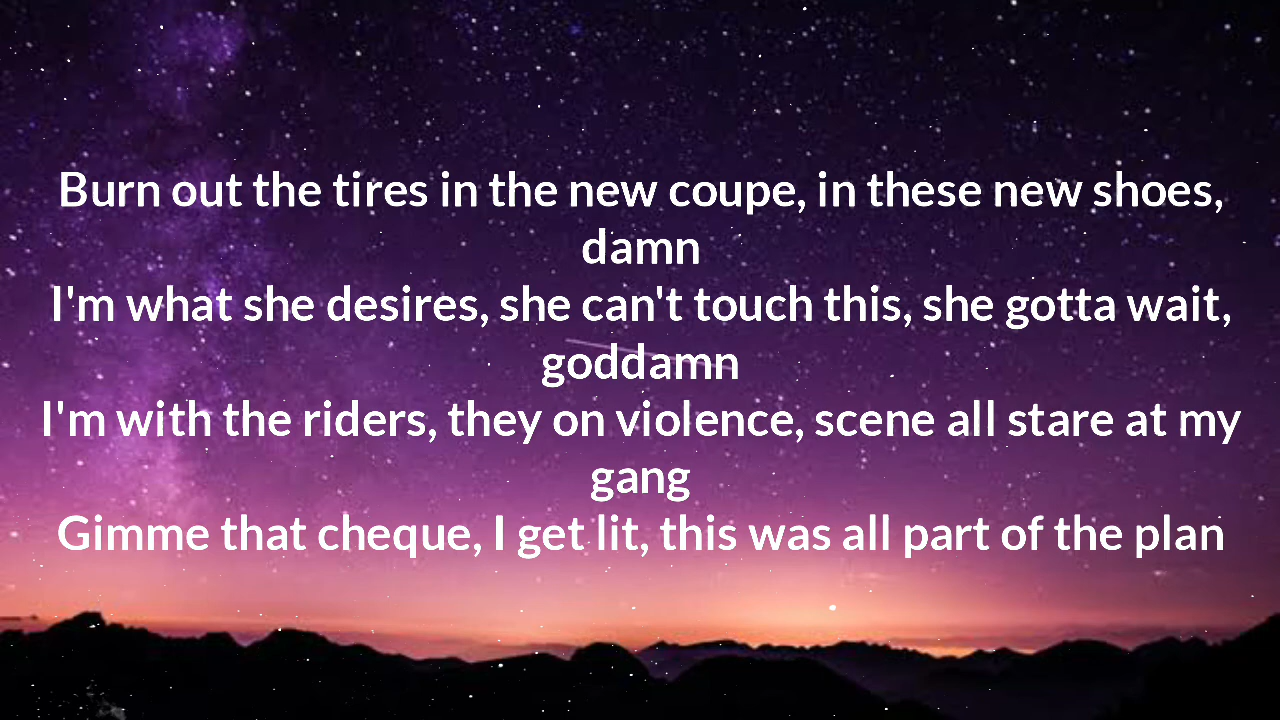 Burn out the tires in the new coupe, in these new shoes,
damn
I'm what she desires, she can't touch this, she gotta wait,
goddamn
I'm with the riders, they on violence, scene all stare at my
gang
Gimme that cheque, I get lit, this was all part of the plan